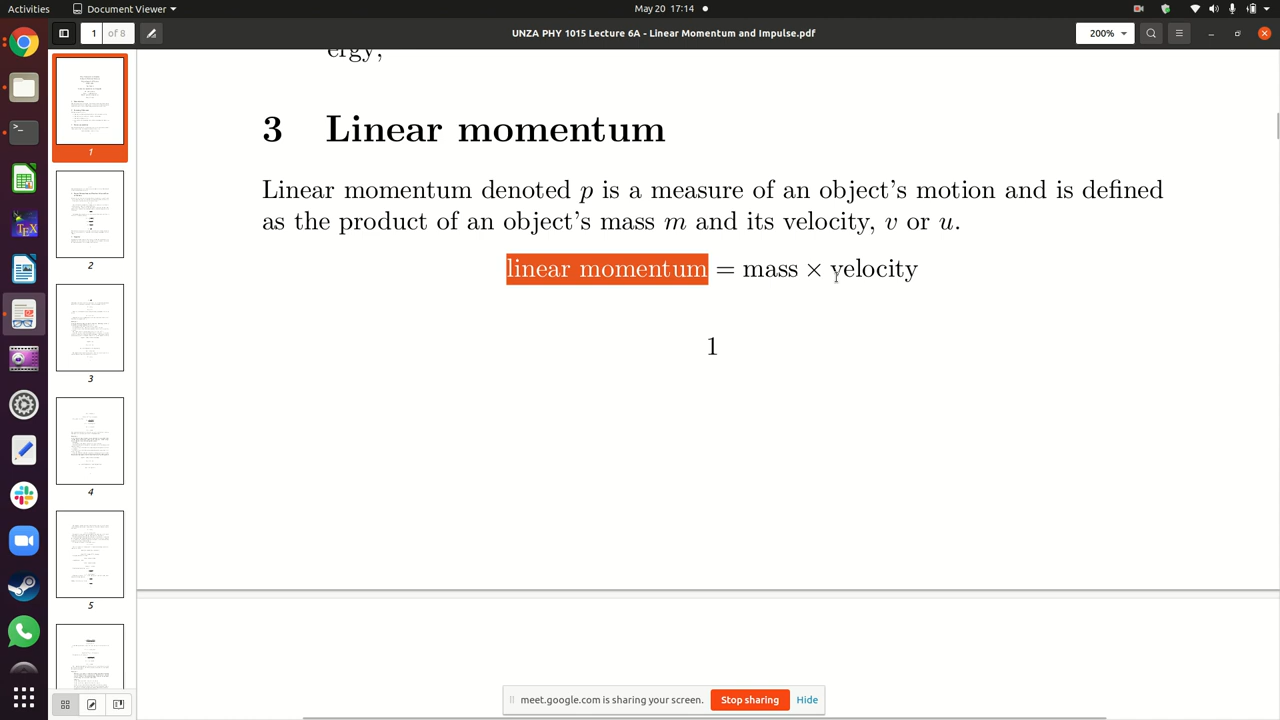 Activities
Document Viewer
May 20 17:14
1
of 8
UNZA PHY 1015 Lecture 6A - Linear Momentum and Impulse.pdf
200%
ergy,
3 Linear momentum
Linear momentum denoted p is a measure of an object's motion and is defined
as the product of an object's mass m and its velocity, v or u.
linear momentum = mass × velocity
1
1
2
3
4
5
meet.google.com is sharing your screen.
Stop sharing
Hide